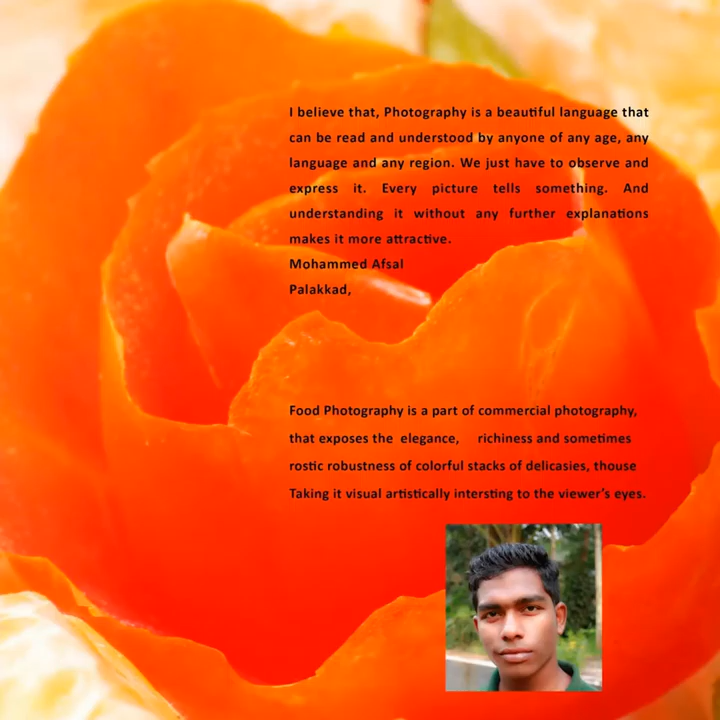 I believe that, Photography is a beautiful language that
can be read and understood by anyone of any age, any
language and any region. We just have to observe and
express it. Every picture tells something. And
understanding it without any further explanations
makes it more attractive.
Mohammed Afsal
Palakkad,
Food Photography is a part of commercial photography,
that exposes the elegance, richiness and sometimes
rostic robustness of colorful stacks of delicasies, thouse
Taking it visual artistically intersting to the viewer's eyes.